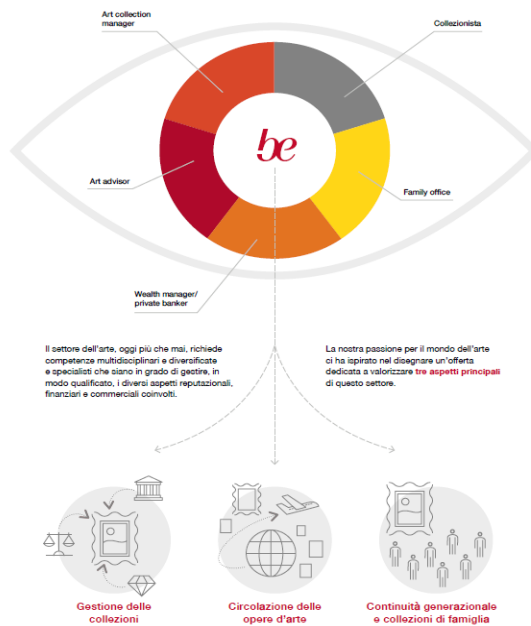 Art collection
manager
Collezionista
be
Art advisor
Family office
Wealth manager/
private banker
Il settore dell'arte, oggi più che mai, richiede
competenze multidisciplinari e diversificate
e specialisti che siano in grado di gestire, in
modo qualificato, i diversi aspetti reputazionali,
finanziari e commerciali coinvolti.
La nostra passione per il mondo dell'arte
ci ha ispirato nel disegnare un'offerta
dedicata a valorizzare tre aspetti principali
di questo settore.
Gestione delle
collezioni
Circolazione delle
opere d'arte
Continuità generazionale
e collezioni di famiglia